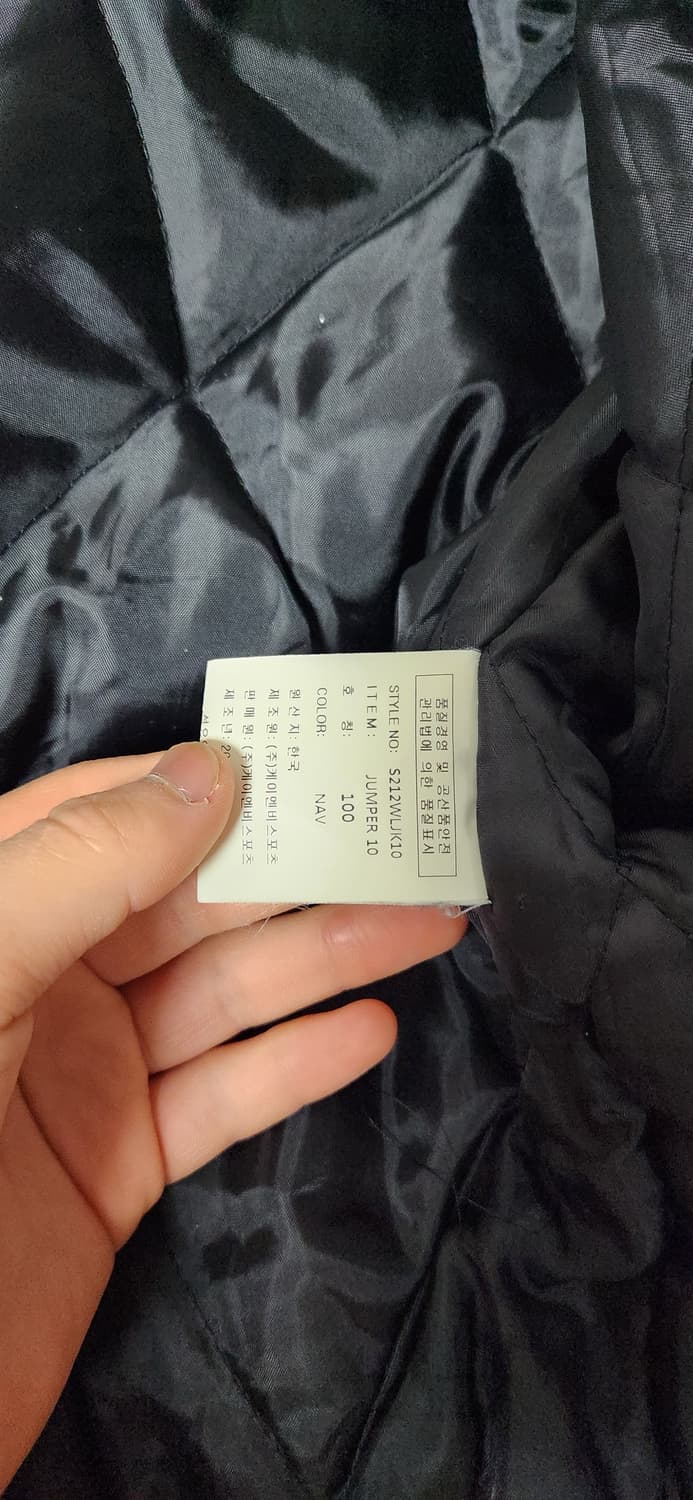 품질경영 및 공산품안전
관리법에 의한 품질표시
STYLE NO: S212WLJK10
ITEM: JUMPER 10
호 칭: 100
COLOR: NAV
원 산 지: 한국
제 조 원: (주)케이엔비스포츠
판 매 원: (주)케이엔비스포츠
제 조 년: